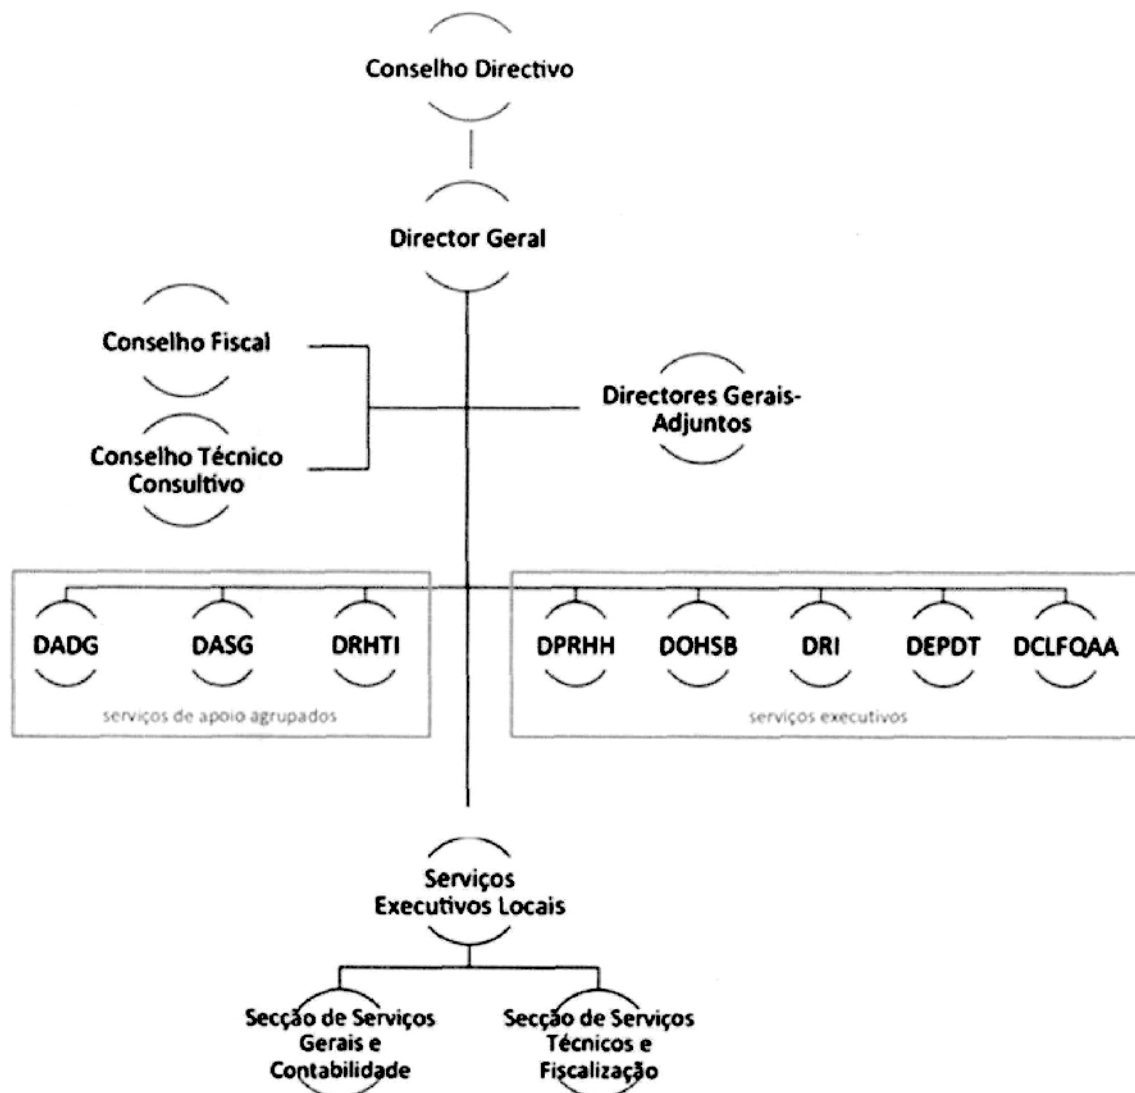 Conselho Directivo
Director Geral
Conselho Fiscal
Conselho Técnico
Consultivo
Directores Gerais-
Adjuntos
DADG
DASG
DRHTI
serviços de apoio agrupados
DPRHH
DOHSB
DRI
DEPDT
DCLFQAA
serviços executivos
Serviços
Executivos Locais
Secção de Serviços
Gerais e
Contabilidade
Secção de Serviços
Técnicos e
Fiscalização